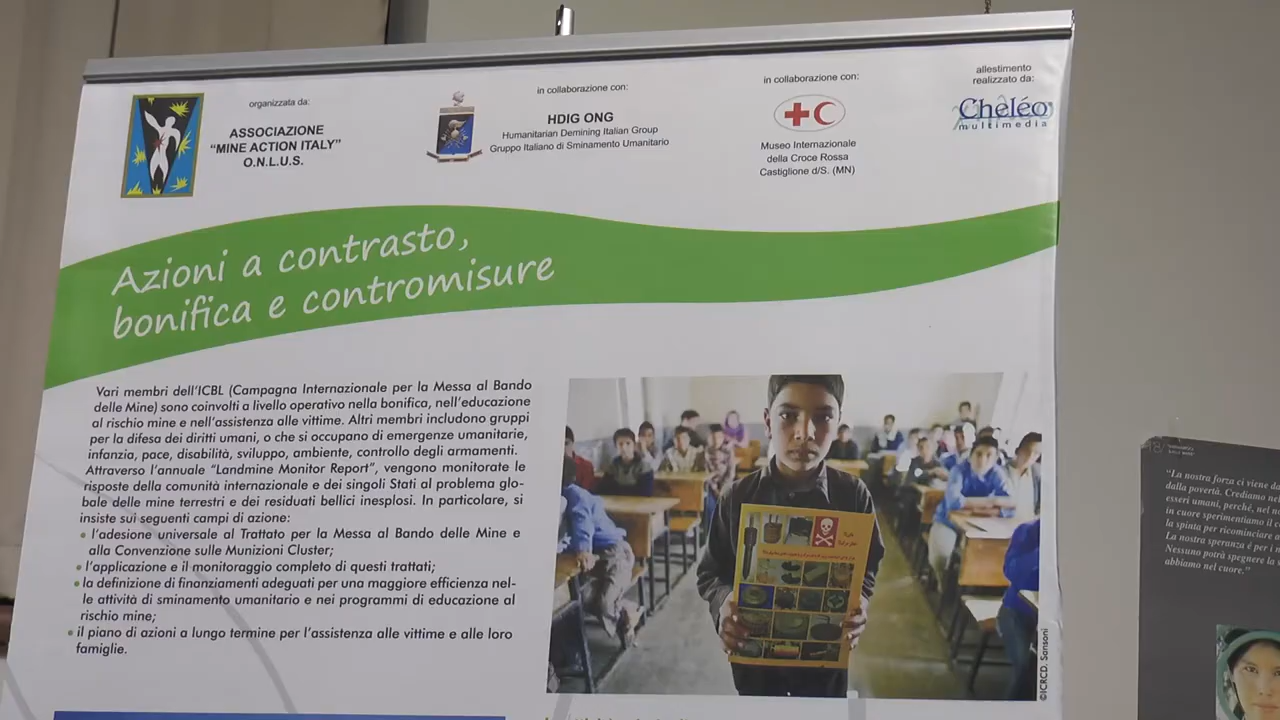 organizzata da:
ASSOCIAZIONE
“MINE ACTION ITALY”
O.N.L.U.S.
in collaborazione con:
HDIG ONG
Humanitarian Demining Italian Group
Gruppo Italiano di Sminamento Umanitario
in collaborazione con:
Museo Internazionale
della Croce Rossa
Castiglione d/S. (MN)
allestimento
realizzato da:
Cheléo
multimedia
Azioni a contrasto,
bonifica e contromisure
Vari membri dell’ICBL (Campagna Internazionale per la Messa al Bando
delle Mine) sono coinvolti a livello operativo nella bonifica, nell’educazione
al rischio mine e nell’assistenza alle vittime. Altri membri includono gruppi
per la difesa dei diritti umani, o che si occupano di emergenze umanitarie,
infanzia, pace, disabilità, sviluppo, ambiente, controllo degli armamenti.
Attraverso l’annuale “Landmine Monitor Report”, vengono monitorate le
risposte della comunità internazionale e dei singoli Stati al problema glo-
bale delle mine terrestri e dei residuati bellici inesplosi. In particolare, si
insiste sui seguenti campi di azione:
• l’adesione universale al Trattato per la Messa al Bando delle Mine e
alla Convenzione sulle Munizioni Cluster;
• l’applicazione e il monitoraggio completo di questi trattati;
• la definizione di finanziamenti adeguati per una maggiore efficienza nel-
le attività di sminamento umanitario e nei programmi di educazione al
rischio mine;
• il piano di azioni a lungo termine per l’assistenza alle vittime e alle loro
famiglie.
©ICRCD. Sansoni
“La nostra forza ci viene da
dalla povertà. Crediamo ne
esseri umani, perché, nel
in cuore sperimentiamo il
la spinta per ricominciare a
La nostra speranza è per i
Nessuno potrà spegnere la
abbiamo nel cuore.”